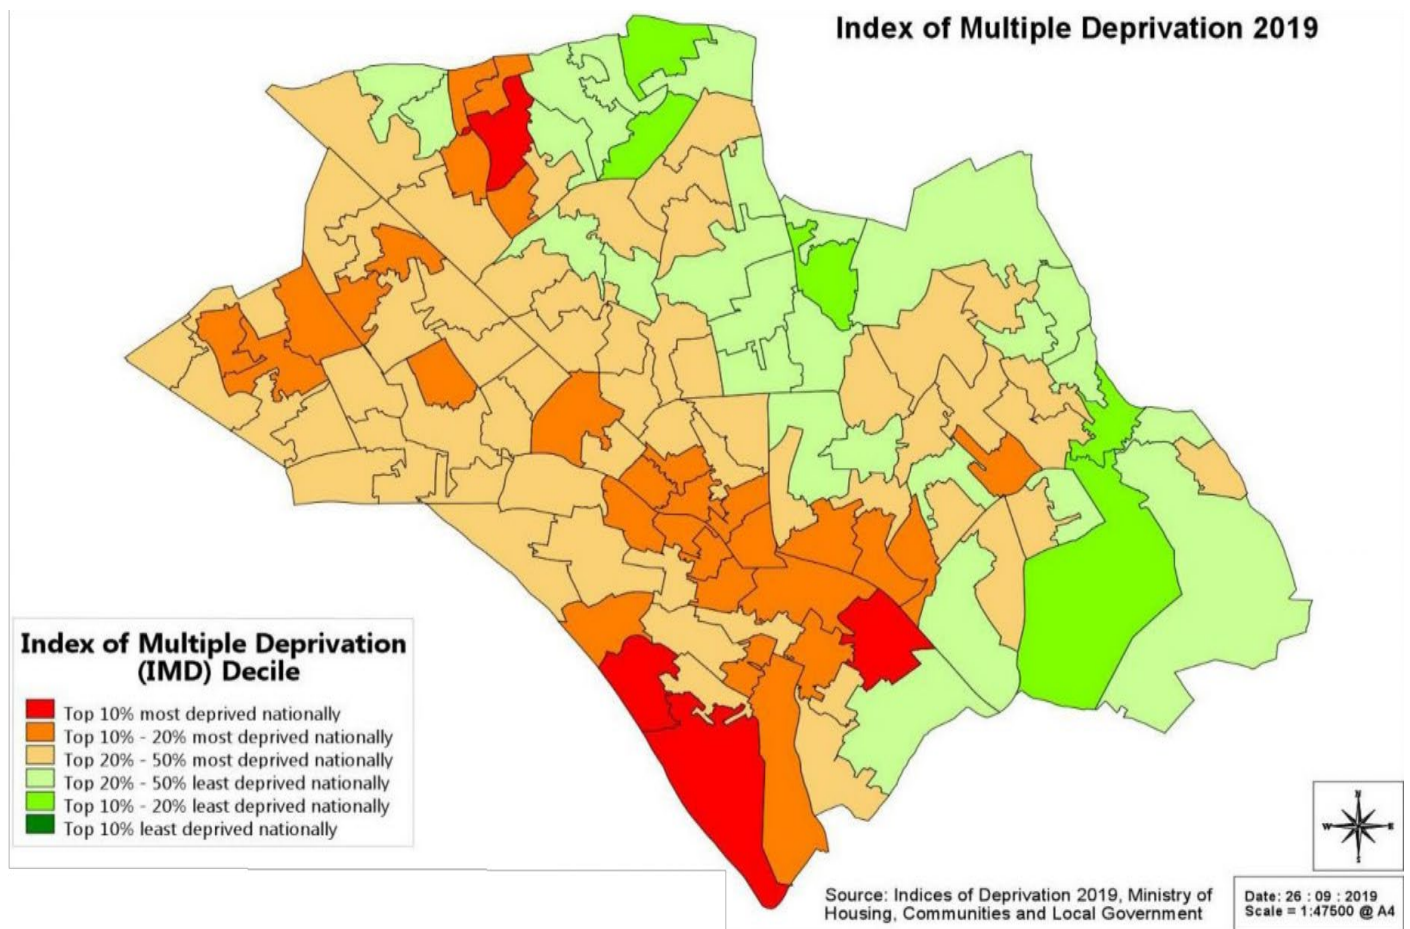 Index of Multiple Deprivation 2019
Index of Multiple Deprivation
(IMD) Decile
Top 10% most deprived nationally
Top 10% - 20% most deprived nationally
Top 20% - 50% most deprived nationally
Top 20% - 50% least deprived nationally
Top 10% - 20% least deprived nationally
Top 10% least deprived nationally
N
W
E
S
Source: Indices of Deprivation 2019, Ministry of
Housing, Communities and Local Government
Date: 26 : 09 : 2019
Scale = 1:47500 @ A4